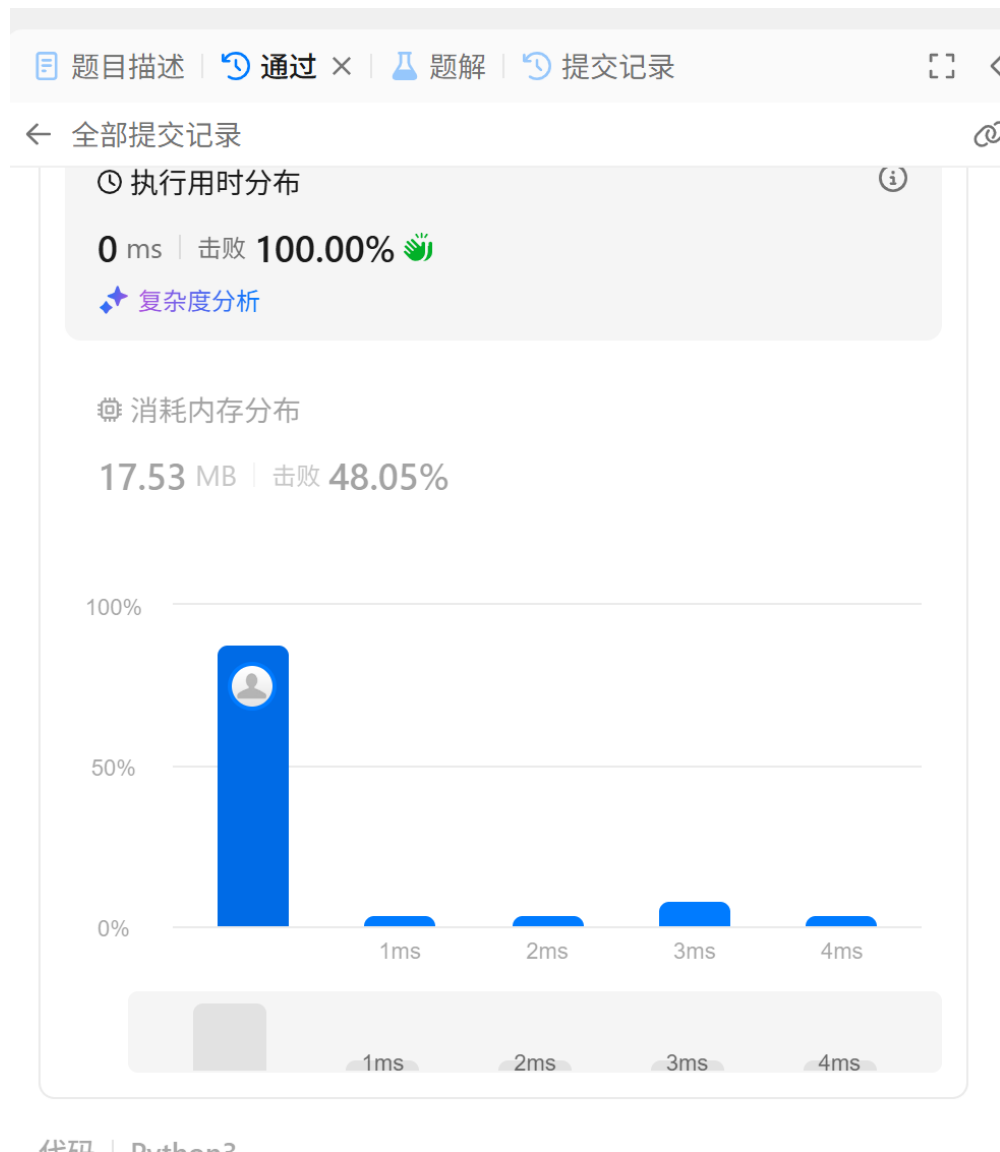 题目描述 通过 题解 提交记录
全部提交记录
执行用时分布
0 ms 击败 100.00%
复杂度分析
消耗内存分布
17.53 MB 击败 48.05%
100%
50%
0%
1ms 2ms 3ms 4ms
1ms 2ms 3ms 4ms
代码 Python3